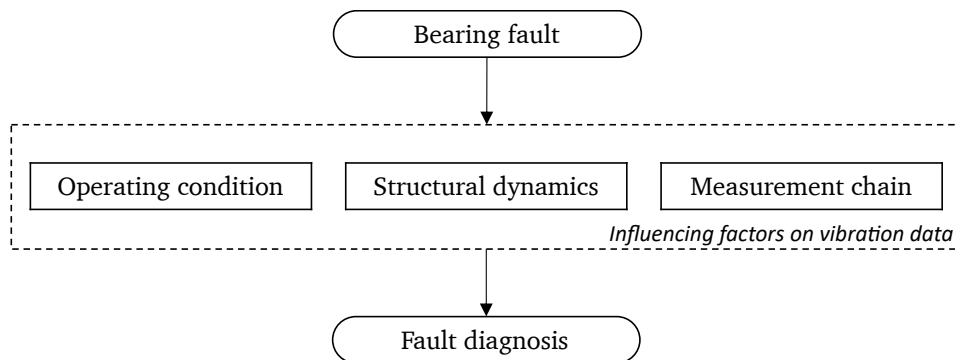 Bearing fault
Operating condition
Structural dynamics
Measurement chain
Influencing factors on vibration data
Fault diagnosis